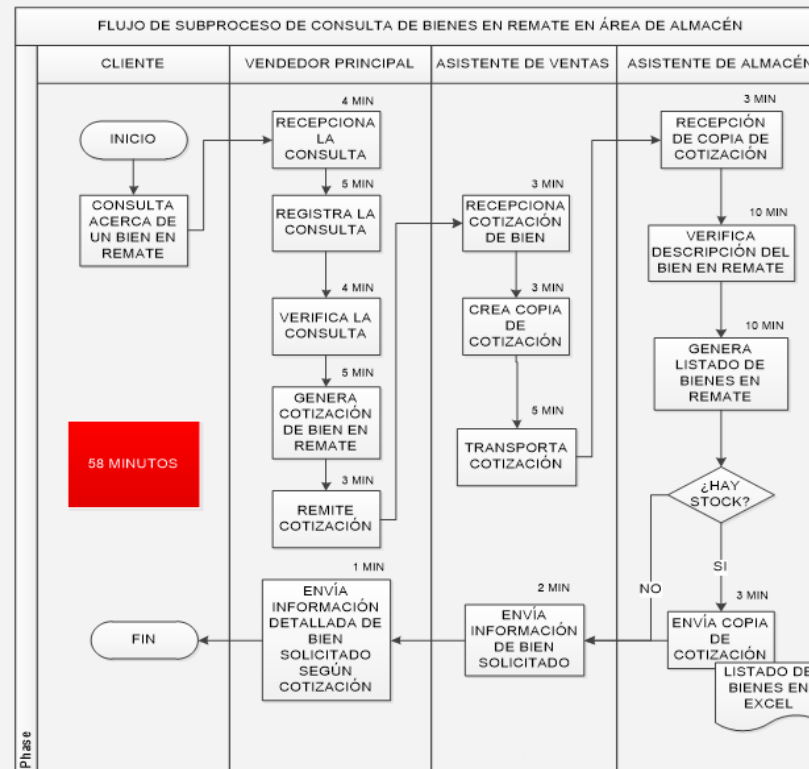 FLUJO DE SUBPROCESO DE CONSULTA DE BIENES EN REMATE EN ÁREA DE ALMACÉN
CLIENTE
VENDEDOR PRINCIPAL
ASISTENTE DE VENTAS
ASISTENTE DE ALMACÉN
INICIO
CONSULTA
ACERCA DE
UN BIEN EN
REMATE
58 MINUTOS
FIN
4 MIN
RECEPCIONA
LA
CONSULTA
5 MIN
REGISTRA LA
CONSULTA
4 MIN
VERIFICA LA
CONSULTA
5 MIN
GENERA
COTIZACIÓN
DE BIEN EN
REMATE
3 MIN
REMITE
COTIZACIÓN
1 MIN
ENVÍA
INFORMACIÓN
DETALLADA DE
BIEN
SOLICITADO
SEGÚN
COTIZACIÓN
3 MIN
RECEPCIONA
COTIZACIÓN
DE BIEN
3 MIN
CREA COPIA
DE
COTIZACIÓN
5 MIN
TRANSPORTA
COTIZACIÓN
2 MIN
ENVÍA
INFORMACIÓN
DE BIEN
SOLICITADO
3 MIN
RECEPCIÓN
DE COPIA DE
COTIZACIÓN
10 MIN
VERIFICA
DESCRIPCIÓN DEL
BIEN EN REMATE
10 MIN
GENERA
LISTADO DE
BIENES EN
REMATE
¿HAY
STOCK?
SI
NO
3 MIN
ENVÍA COPIA
DE
COTIZACIÓN
LISTADO DE
BIENES EN
EXCEL
Phase